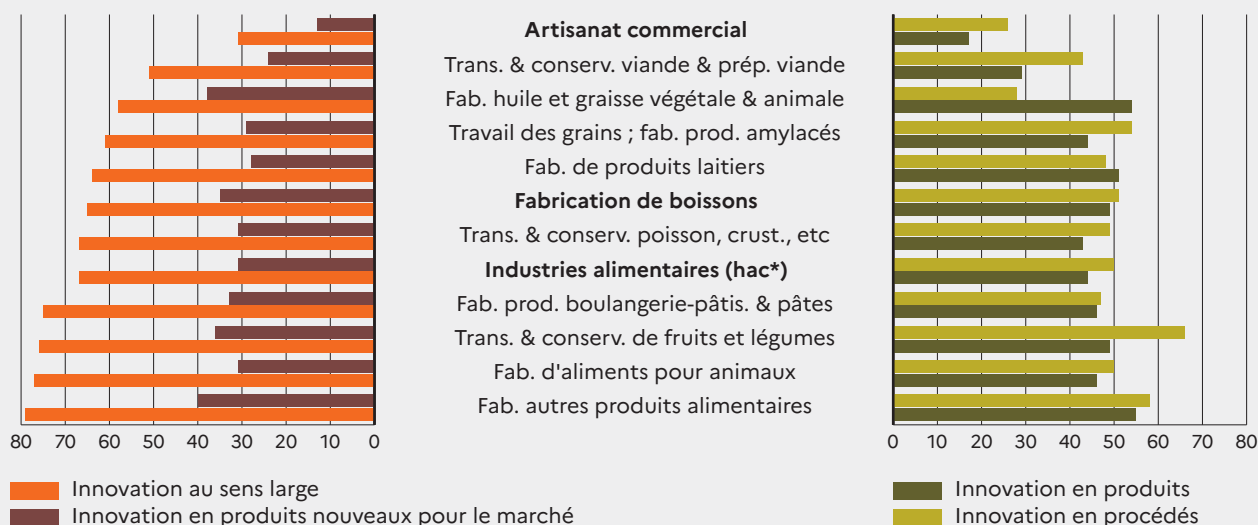 Artisanat commercial
Trans. & conserv. viande & prép. viande
Fab. huile et graisse végétale & animale
Travail des grains ; fab. prod. amylacés
Fab. de produits laitiers
Fabrication de boissons
Trans. & conserv. poisson, crust., etc
Industries alimentaires (hac*)
Fab. prod. boulangerie-pâtis. & pâtes
Trans. & conserv. de fruits et légumes
Fab. d'aliments pour animaux
Fab. autres produits alimentaires
80 70 60 50 40 30 20 10 0
0 10 20 30 40 50 60 70 80
Innovation au sens large
Innovation en produits nouveaux pour le marché
Innovation en produits
Innovation en procédés